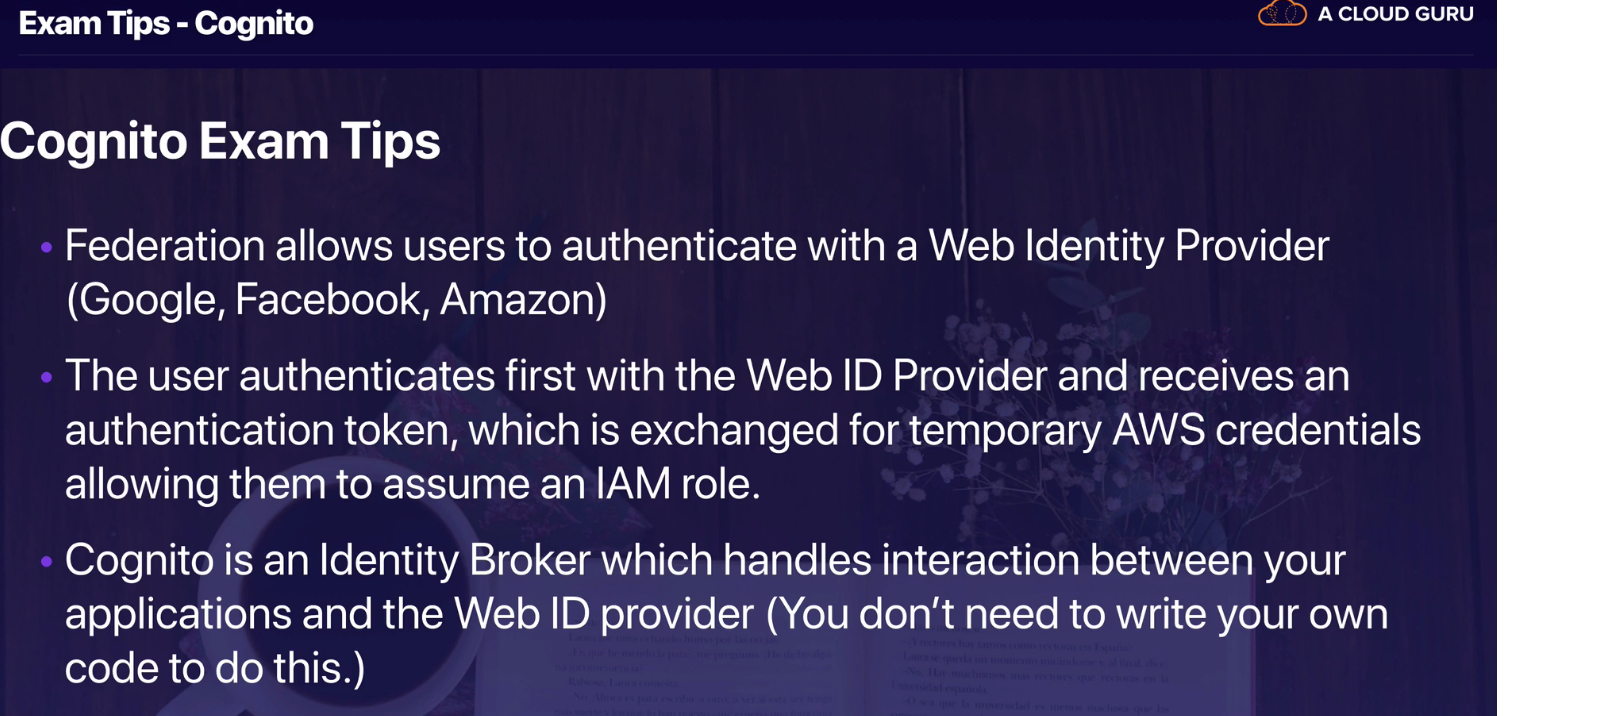 Exam Tips - Cognito
A CLOUD GURU
Cognito Exam Tips
• Federation allows users to authenticate with a Web Identity Provider
(Google, Facebook, Amazon)
• The user authenticates first with the Web ID Provider and receives an
authentication token, which is exchanged for temporary AWS credentials
allowing them to assume an IAM role.
• Cognito is an Identity Broker which handles interaction between your
applications and the Web ID provider (You don’t need to write your own
code to do this.)